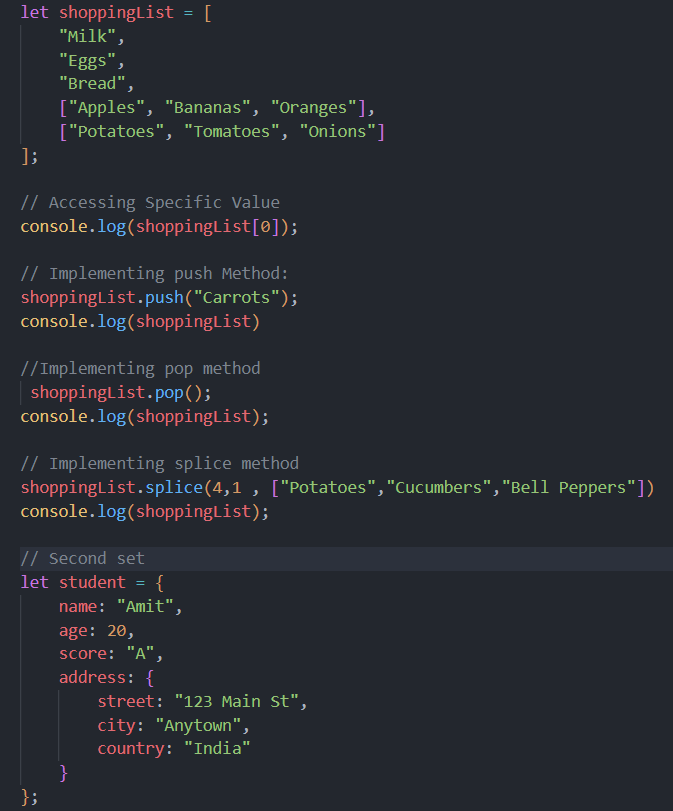 let shoppingList = [
    "Milk",
    "Eggs",
    "Bread",
    ["Apples", "Bananas", "Oranges"],
    ["Potatoes", "Tomatoes", "Onions"]
];

// Accessing Specific Value
console.log(shoppingList[0]);

// Implementing push Method:
shoppingList.push("Carrots");
console.log(shoppingList)

//Implementing pop method
 shoppingList.pop();
console.log(shoppingList);

// Implementing splice method
shoppingList.splice(4,1 , ["Potatoes","Cucumbers","Bell Peppers"])
console.log(shoppingList);

// Second set
let student = {
    name: "Amit",
    age: 20,
    score: "A",
    address: {
        street: "123 Main St",
        city: "Anytown",
        country: "India"
    }
};